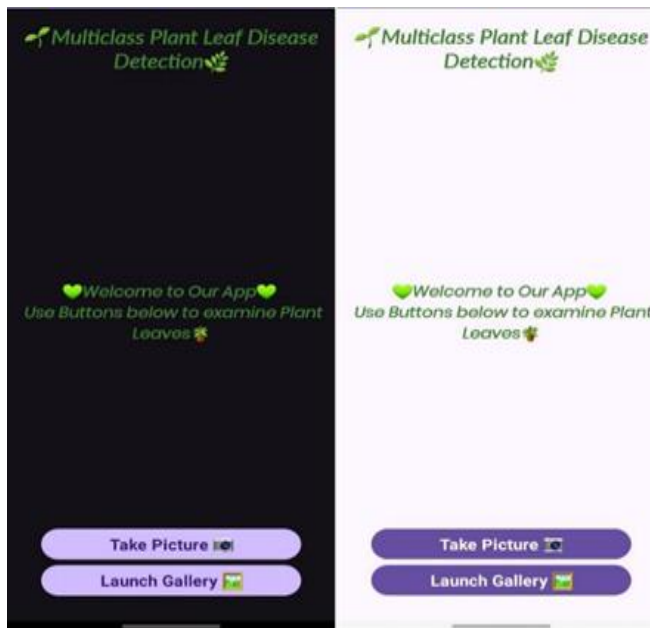 🌱Multiclass Plant Leaf Disease
Detection🌿
💚Welcome to Our App💚
Use Buttons below to examine Plant
Leaves🪴
Take Picture 📷
Launch Gallery 🖼️
🌱Multiclass Plant Leaf Disease
Detection🌿
💚Welcome to Our App💚
Use Buttons below to examine Plant
Leaves🪴
Take Picture 📷
Launch Gallery 🖼️